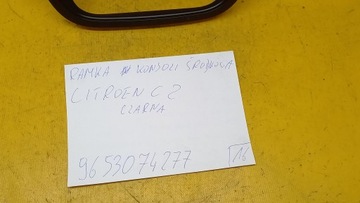 RAMKA KONSOLI ŚRODKOWA
CITROEN C2
CZARNA
9653074277
16